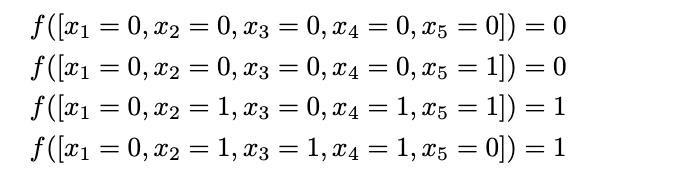 f([x₁ = 0, x₂ = 0, x₃ = 0, x₄ = 0, x₅ = 0]) = 0
f([x₁ = 0, x₂ = 0, x₃ = 0, x₄ = 0, x₅ = 1]) = 0
f([x₁ = 0, x₂ = 1, x₃ = 0, x₄ = 1, x₅ = 1]) = 1
f([x₁ = 0, x₂ = 1, x₃ = 1, x₄ = 1, x₅ = 0]) = 1